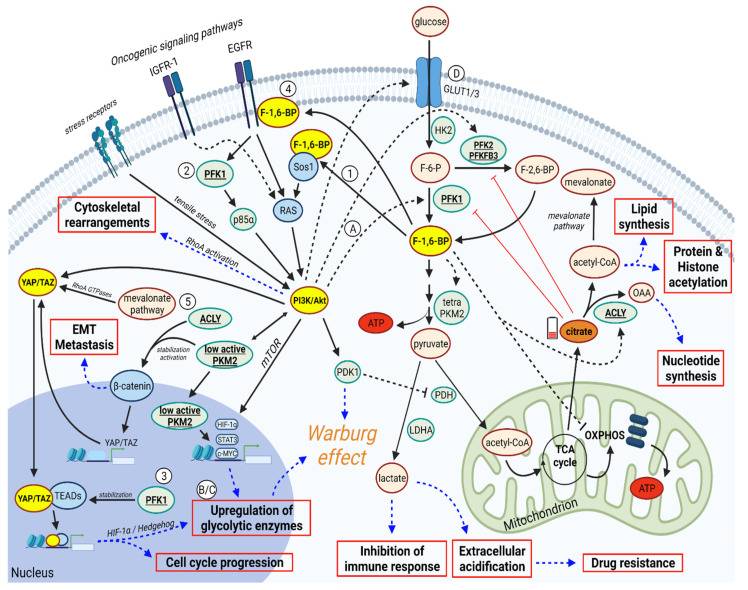 Oncogenic signaling pathways
IGFR-1
EGFR
glucose
stress receptors
4
D
GLUT1/3
F-1,6-BP
HK2
PFK2
PFKFB3
F-1,6-BP
Sos1
2
PFK1
1
F-6-P
F-2,6-BP
mevalonate
tensile stress
p85α
RAS
PFK1
mevalonate
pathway
Lipid
synthesis
Cytoskeletal
rearrangements
A
F-1,6-BP
RhoA activation
acetyl-CoA
Protein &
Histone
acetylation
YAP/TAZ
RhoA GTPases
mevalonate
pathway
5
PI3K/Akt
tetra
PKM2
OAA
ACLY
ATP
citrate
ACLY
EMT
Metastasis
stabilization
activation
low active
PKM2
mTOR
pyruvate
Nucleotide
synthesis
β-catenin
PDK1
PDH
low active
PKM2
HIF-1α
STAT3
c-MYC
Warburg
effect
LDHA
acetyl-CoA
TCA
cycle
OXPHOS
YAP/TAZ
3
YAP/TAZ
TEADs
stabilization
PFK1
B/C
lactate
ATP
Mitochondrion
HIF-1α / Hedgehog
Upregulation of
glycolytic enzymes
Inhibition of
immune response
Extracellular
acidification
Drug resistance
Cell cycle progression
Nucleus